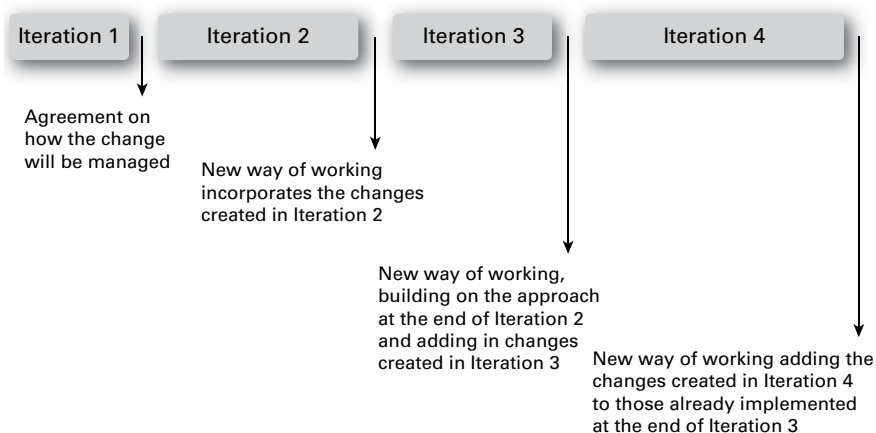 Iteration 1
Iteration 2
Iteration 3
Iteration 4
Agreement on
how the change
will be managed
New way of working
incorporates the changes
created in Iteration 2
New way of working,
building on the approach
at the end of Iteration 2
and adding in changes
created in Iteration 3
New way of working adding the
changes created in Iteration 4
to those already implemented
at the end of Iteration 3